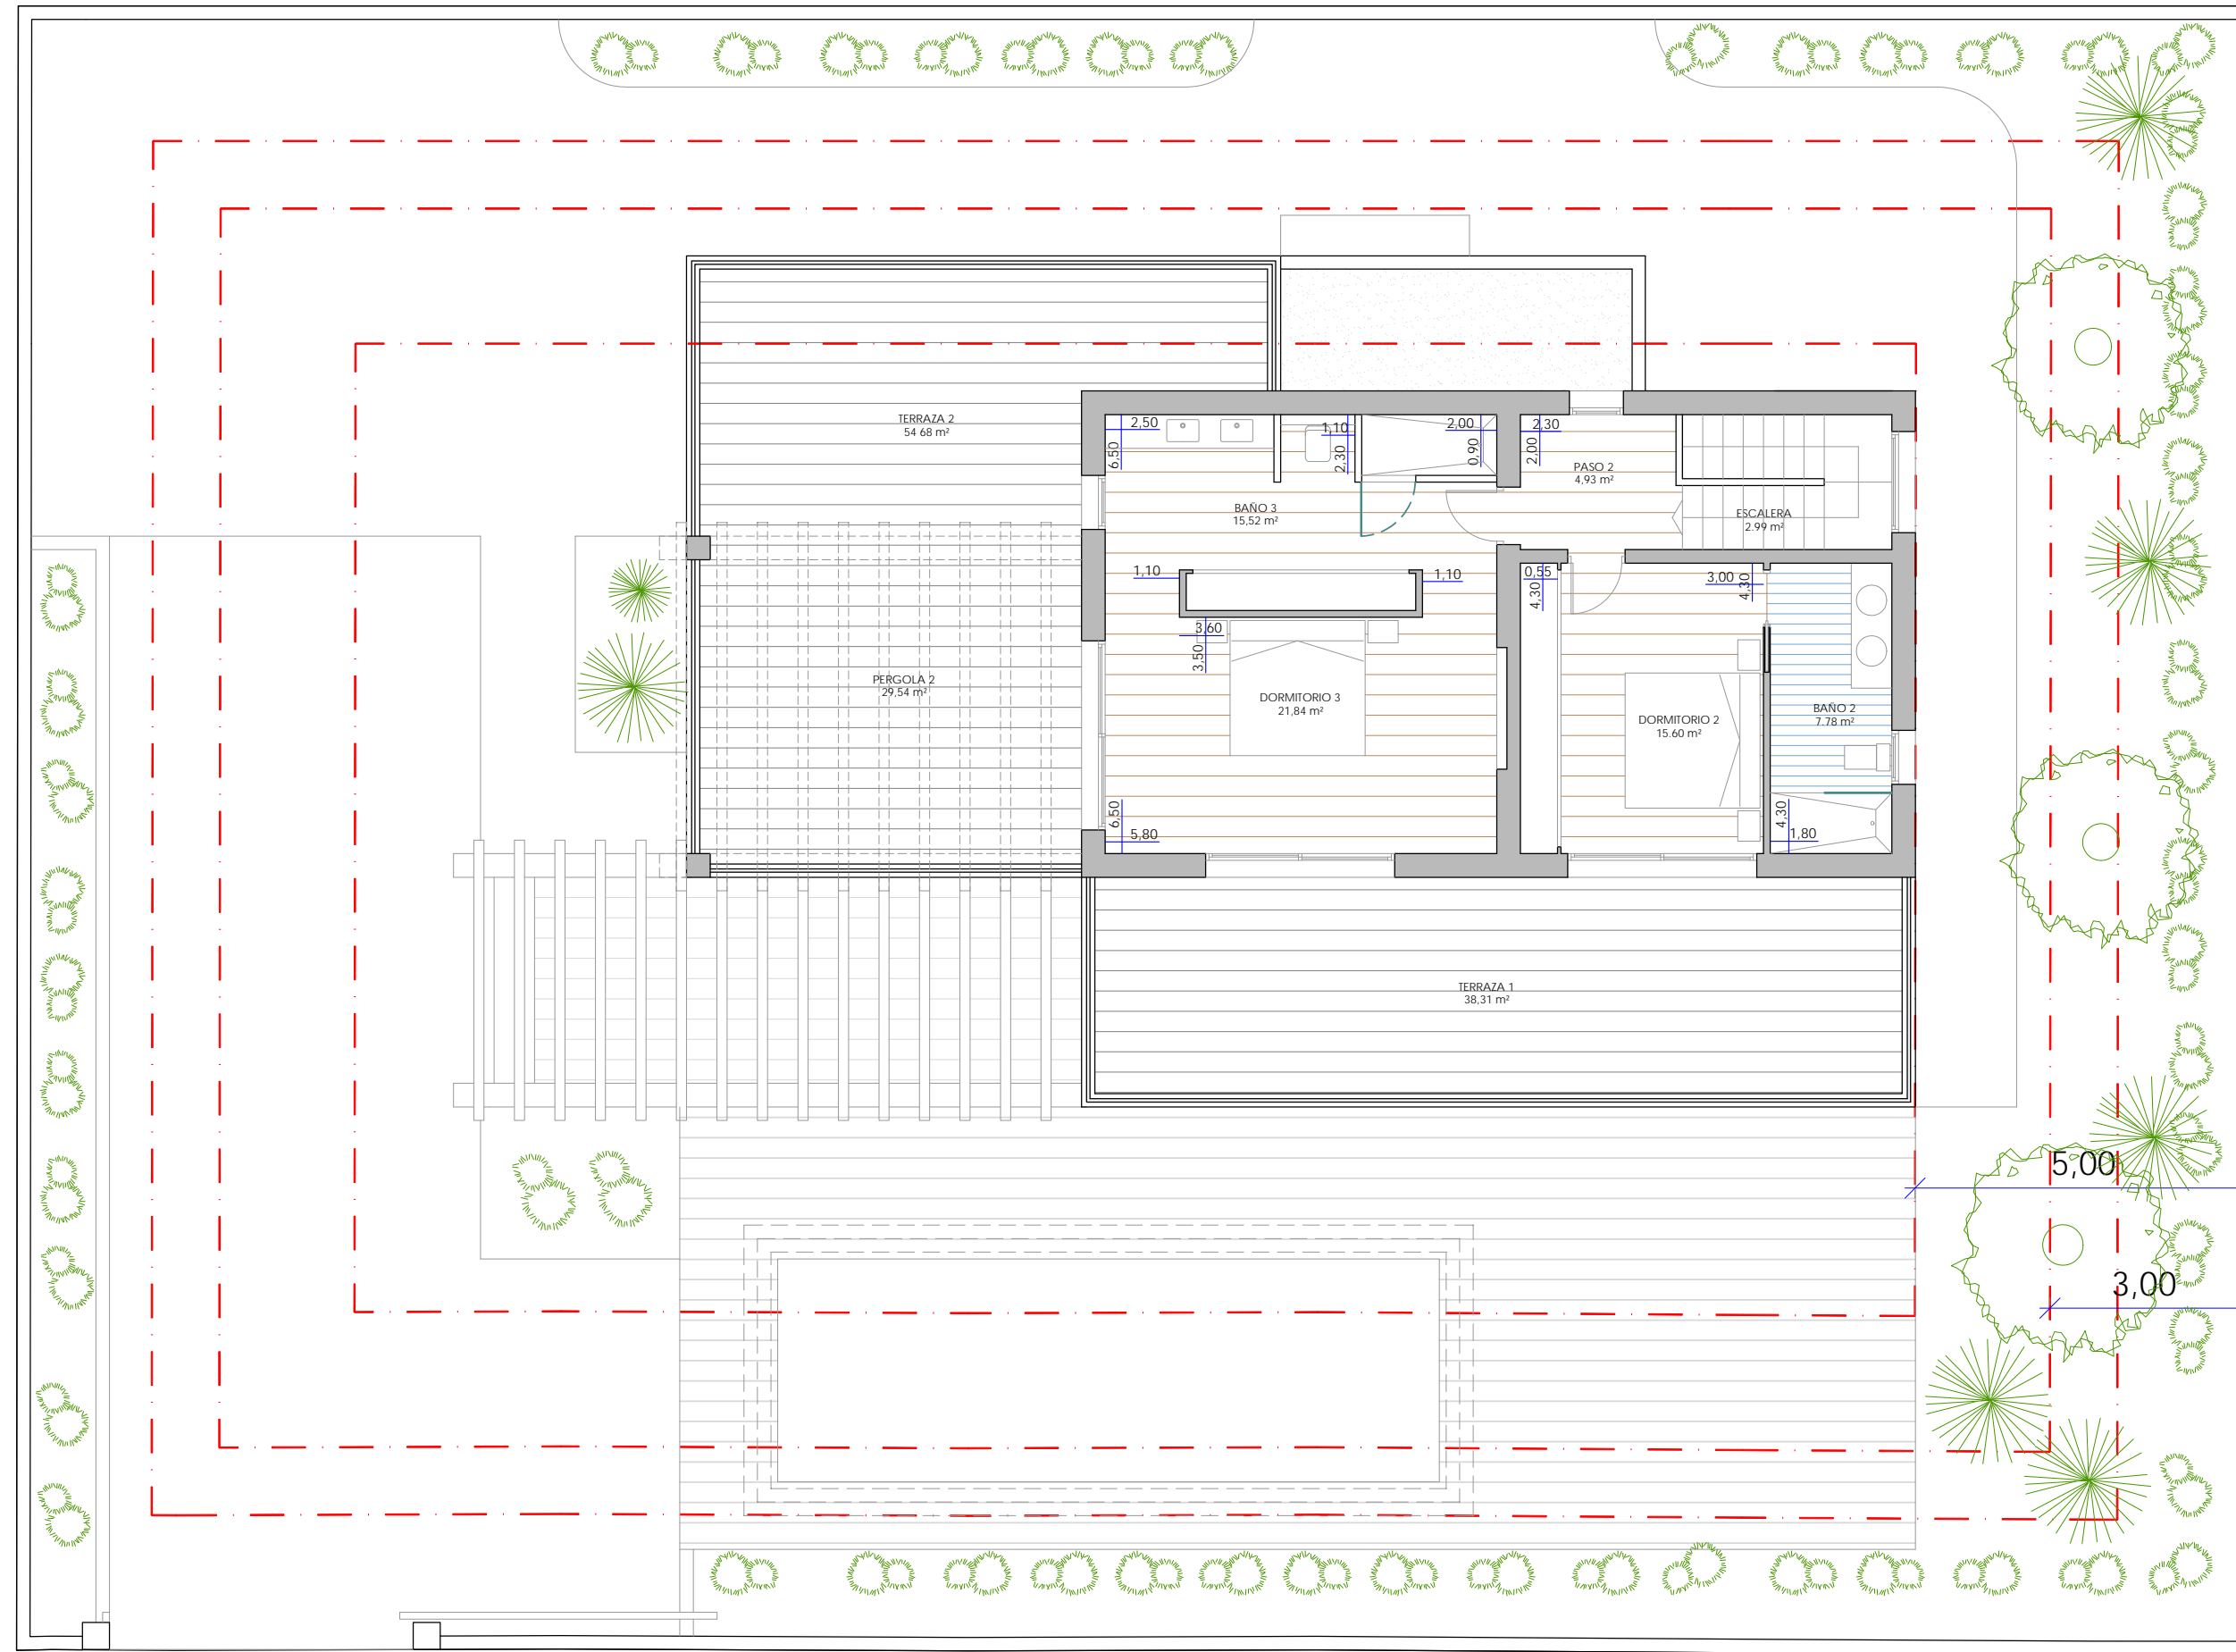 TERRAZA 2
54 68 m²
2,50
6,50
1,10
2,30
2,00
0,90
2,30
2,00
PASO 2
4,93 m²
BAÑO 3
15,52 m²
ESCALERA
2.99 m²
1,10
1,10
0,55
4,30
3,00
4,30
3,60
3,50
PERGOLA 2
29,54 m²
DORMITORIO 3
21,84 m²
DORMITORIO 2
15.60 m²
BAÑO 2
7.78 m²
6,50
5,80
4,30
1,80
TERRAZA 1
38,31 m²
5,00
3,00